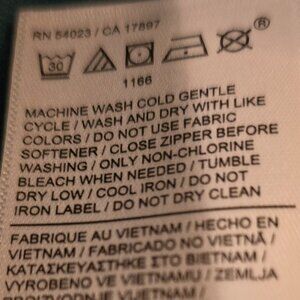 RN 54023 / CA 17897
®
30
1166
MACHINE WASH COLD GENTLE
CYCLE / WASH AND DRY WITH LIKE
COLORS / DO NOT USE FABRIC
SOFTENER / CLOSE ZIPPER BEFORE
WASHING / ONLY NON-CHLORINE
BLEACH WHEN NEEDED / TUMBLE
DRY LOW / COOL IRON / DO NOT
IRON LABEL / DO NOT DRY CLEAN
FABRIQUE AU VIETNAM / HECHO EN
VIETNAM / FABRICADO NO VIETNÃ /
ΚΑΤΑΣΚΕΥΑΣΤΗΚΕ ΣΤΟ ΒΙΕΤΝΑΜ /
VYROBENO VE VIETNAMU / ZEMLJA
PROIZVODNJE VIJETNAM /